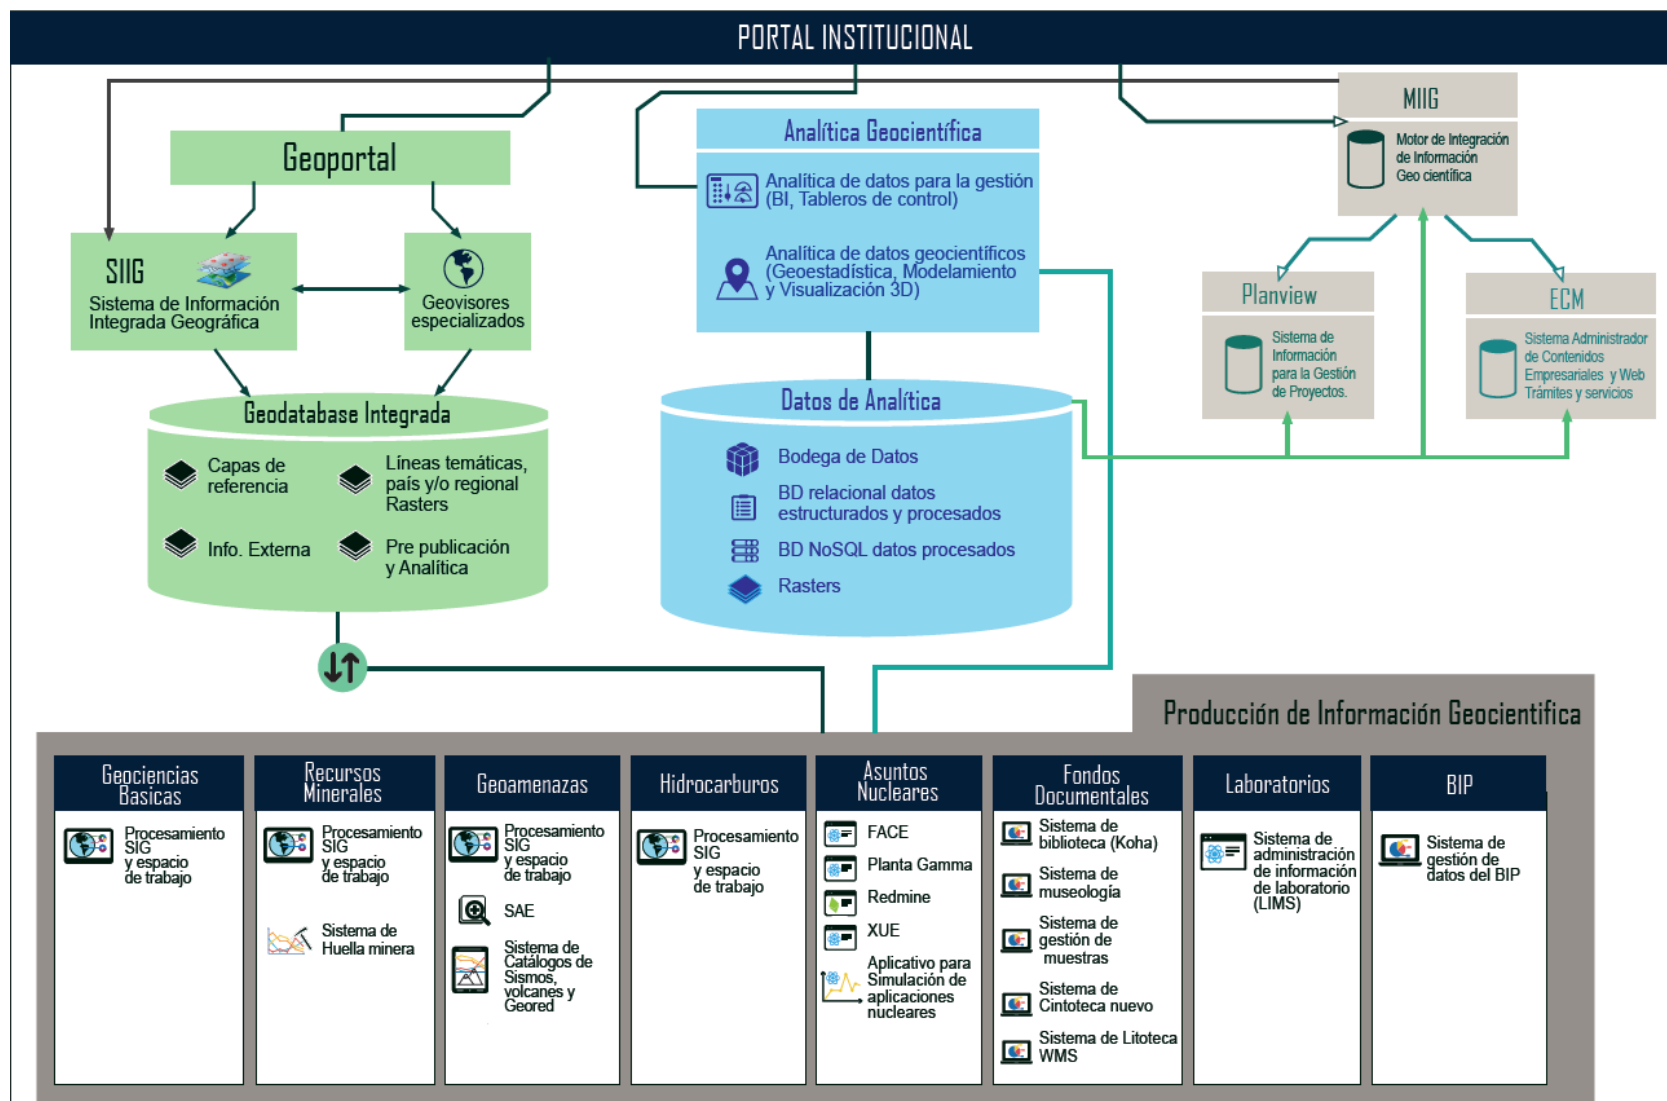 PORTAL INSTITUCIONAL
Geoportal
SIIG
Sistema de Información
Integrada Geográfica
Geovisores
especializados
Geodatabase Integrada
Capas de
referencia
Líneas temáticas,
país y/o regional
Rasters
Info. Externa
Pre publicación
y Analítica
Analítica Geocientífica
Analítica de datos para la gestión
(BI, Tableros de control)
Analítica de datos geocientíficos
(Geoestadística, Modelamiento
y Visualización 3D)
Datos de Analítica
Bodega de Datos
BD relacional datos
estructurados y procesados
BD NoSQL datos procesados
Rasters
MIIG
Motor de Integración
de Información
Geo científica
Planview
Sistema de
Información
para la Gestión
de Proyectos.
ECM
Sistema Administrador
de Contenidos
Empresariales y Web
Trámites y servicios
Producción de Información Geocientífica
Geociencias
Basicas
Procesamiento
SIG
y espacio
de trabajo
Recursos
Minerales
Procesamiento
SIG
y espacio
de trabajo
Sistema de
Huella minera
Geoamenazas
Procesamiento
SIG
y espacio
de trabajo
SAE
Sistema de
Catálogos de
Sismos,
volcanes y
Geored
Hidrocarburos
Procesamiento
SIG
y espacio
de trabajo
Asuntos
Nucleares
FACE
Planta Gamma
Redmine
XUE
Aplicativo para
Simulación de
aplicaciones
nucleares
Fondos
Documentales
Sistema de
biblioteca (Koha)
Sistema de
museología
Sistema de
gestión de
muestras
Sistema de
Cintoteca nuevo
Sistema de Litoteca
WMS
Laboratorios
Sistema de
administración
de información
de laboratorio
(LIMS)
BIP
Sistema de
gestión de
datos del BIP